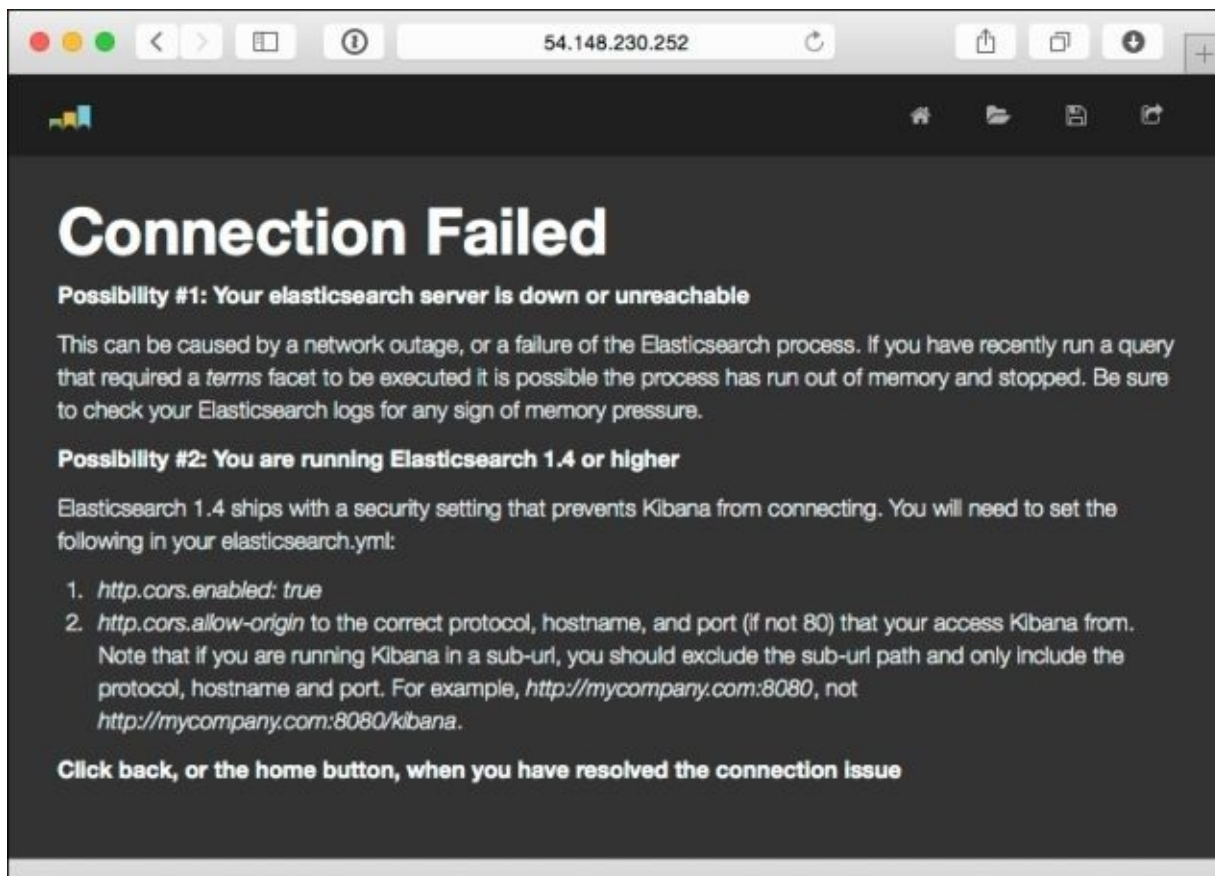 54.148.230.252
Connection Failed
Possibility #1: Your elasticsearch server is down or unreachable
This can be caused by a network outage, or a failure of the Elasticsearch process. If you have recently run a query
that required a terms facet to be executed it is possible the process has run out of memory and stopped. Be sure
to check your Elasticsearch logs for any sign of memory pressure.
Possibility #2: You are running Elasticsearch 1.4 or higher
Elasticsearch 1.4 ships with a security setting that prevents Kibana from connecting. You will need to set the
following in your elasticsearch.yml:
1. http.cors.enabled: true
2. http.cors.allow-origin to the correct protocol, hostname, and port (if not 80) that your access Kibana from.
Note that if you are running Kibana in a sub-url, you should exclude the sub-url path and only include the
protocol, hostname and port. For example, http://mycompany.com:8080, not
http://mycompany.com:8080/kibana.
Click back, or the home button, when you have resolved the connection issue